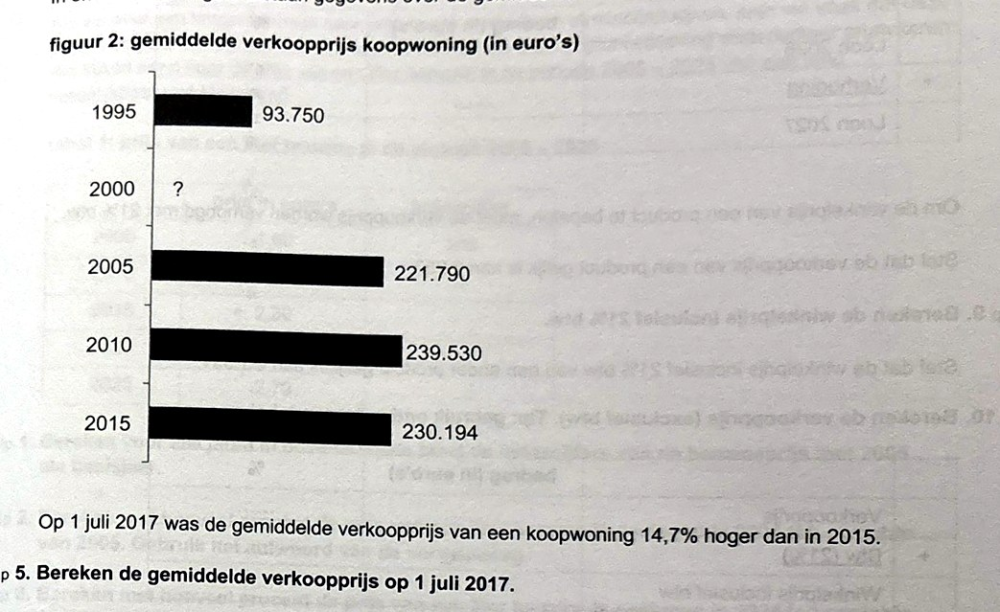 figuur 2: gemiddelde verkoopprijs koopwoning (in euro's)
1995 93.750
2000 ?
2005 221.790
2010 239.530
2015 230.194
Op 1 juli 2017 was de gemiddelde verkoopprijs van een koopwoning 14,7% hoger dan in 2015.
p 5. Bereken de gemiddelde verkoopprijs op 1 juli 2017.